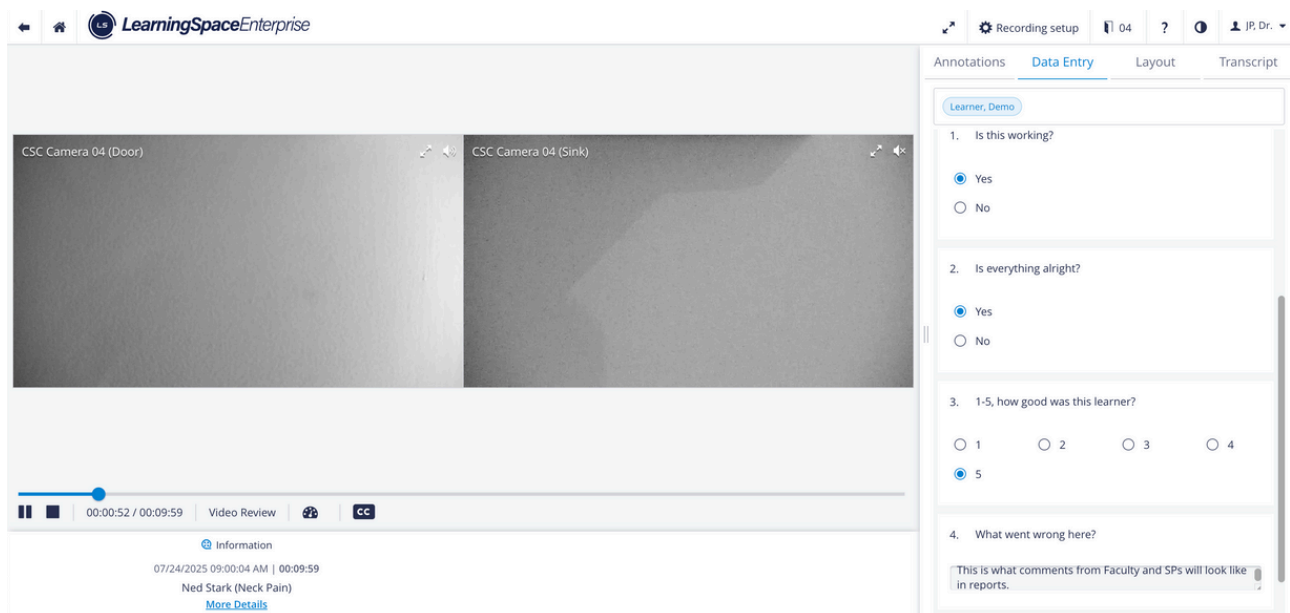 LS LearningSpaceEnterprise
Recording setup
04
?
JP, Dr.
CSC Camera 04 (Door)
CSC Camera 04 (Sink)
00:00:52 / 00:09:59
Video Review
CC
Information
07/24/2025 09:00:04 AM | 00:09:59
Ned Stark (Neck Pain)
More Details
Annotations
Data Entry
Layout
Transcript
Learner, Demo
1. Is this working?
Yes
No
2. Is everything alright?
Yes
No
3. 1-5, how good was this learner?
1 2 3 4
5
4. What went wrong here?
This is what comments from Faculty and SPs will look like
in reports.